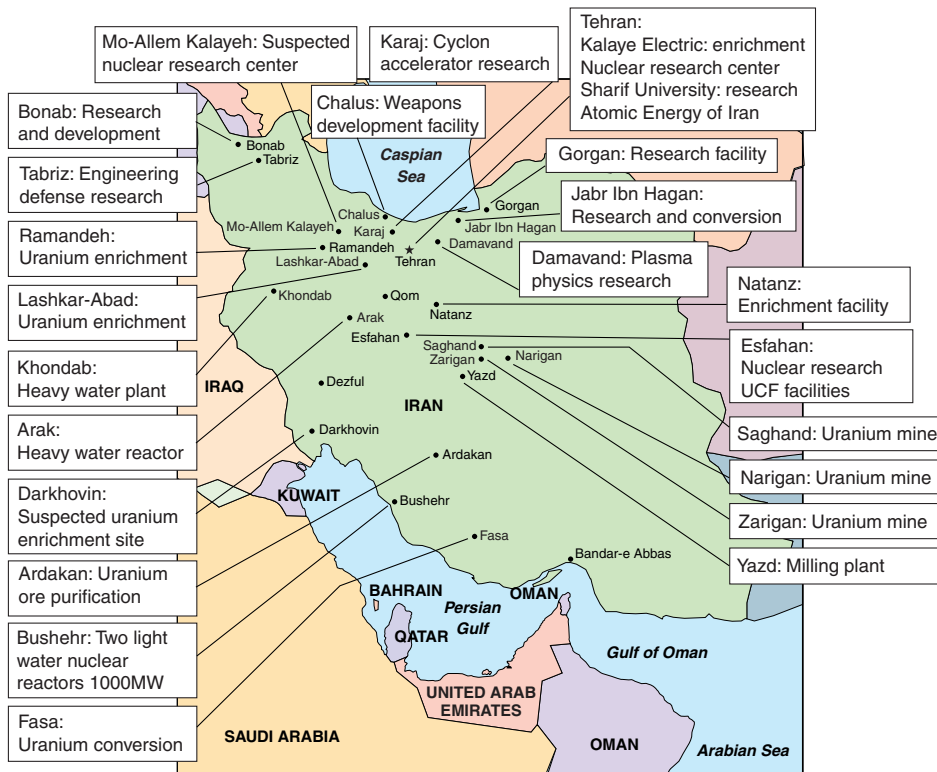 Mo-Allem Kalayeh: Suspected
nuclear research center
Karaj: Cyclon
accelerator research
Tehran:
Kalaye Electric: enrichment
Nuclear research center
Sharif University: research
Atomic Energy of Iran
Bonab: Research
and development
Chalus: Weapons
development facility
Tabriz: Engineering
defense research
Gorgan: Research facility
Jabr Ibn Hagan:
Research and conversion
Ramandeh:
Uranium enrichment
Damavand: Plasma
physics research
Lashkar-Abad:
Uranium enrichment
Natanz:
Enrichment facility
Khondab:
Heavy water plant
Esfahan:
Nuclear research
UCF facilities
Arak:
Heavy water reactor
Saghand: Uranium mine
Darkhovin:
Suspected uranium
enrichment site
Narigan: Uranium mine
Zarigan: Uranium mine
Ardakan: Uranium
ore purification
Yazd: Milling plant
Bushehr: Two light
water nuclear
reactors 1000MW
Fasa:
Uranium conversion
Bonab
Tabriz
Caspian
Sea
Chalus
Gorgan
Mo-Allem Kalayeh
Karaj
Jabr Ibn Hagan
Ramandeh
Damavand
Lashkar-Abad
Tehran
Khondab
Qom
Natanz
Arak
Esfahan
Saghand
Zarigan
Narigan
Yazd
Dezful
IRAQ
IRAN
Darkhovin
Ardakan
KUWAIT
Bushehr
Fasa
Bandar-e Abbas
BAHRAIN
OMAN
Persian
Gulf
QATAR
Gulf of Oman
UNITED ARAB
EMIRATES
SAUDI ARABIA
OMAN
Arabian Sea